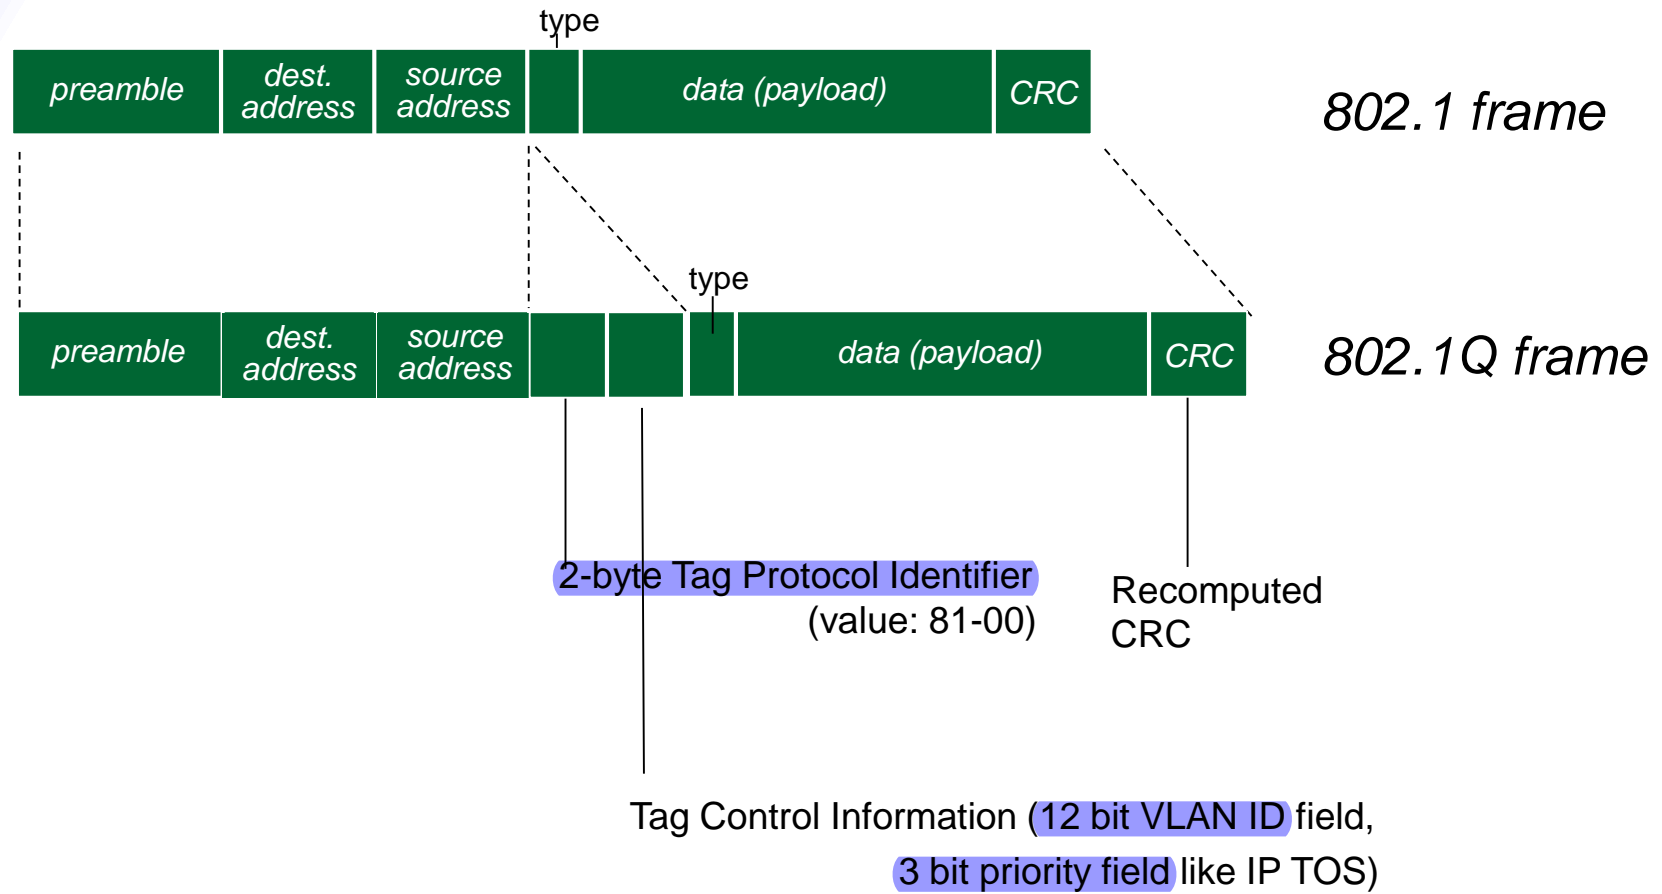 type
preamble
dest.
address
source
address
data (payload)
CRC
802.1 frame
type
preamble
dest.
address
source
address
data (payload)
CRC
802.1Q frame
2-byte Tag Protocol Identifier
(value: 81-00)
Recomputed
CRC
Tag Control Information (12 bit VLAN ID field,
3 bit priority field like IP TOS)